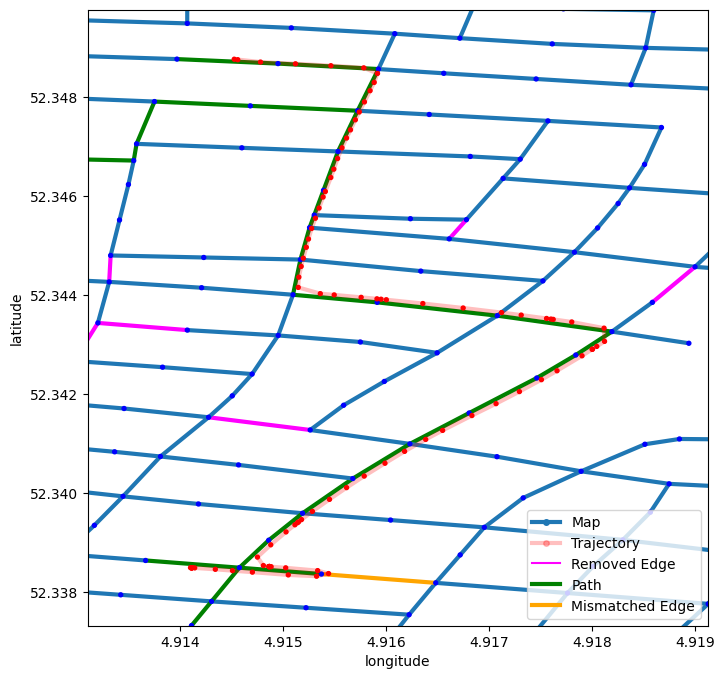 52.348
52.346
52.344
52.342
52.340
52.338
latitude
4.914
4.915
4.916
4.917
4.918
4.919
longitude
Map
Trajectory
Removed Edge
Path
Mismatched Edge